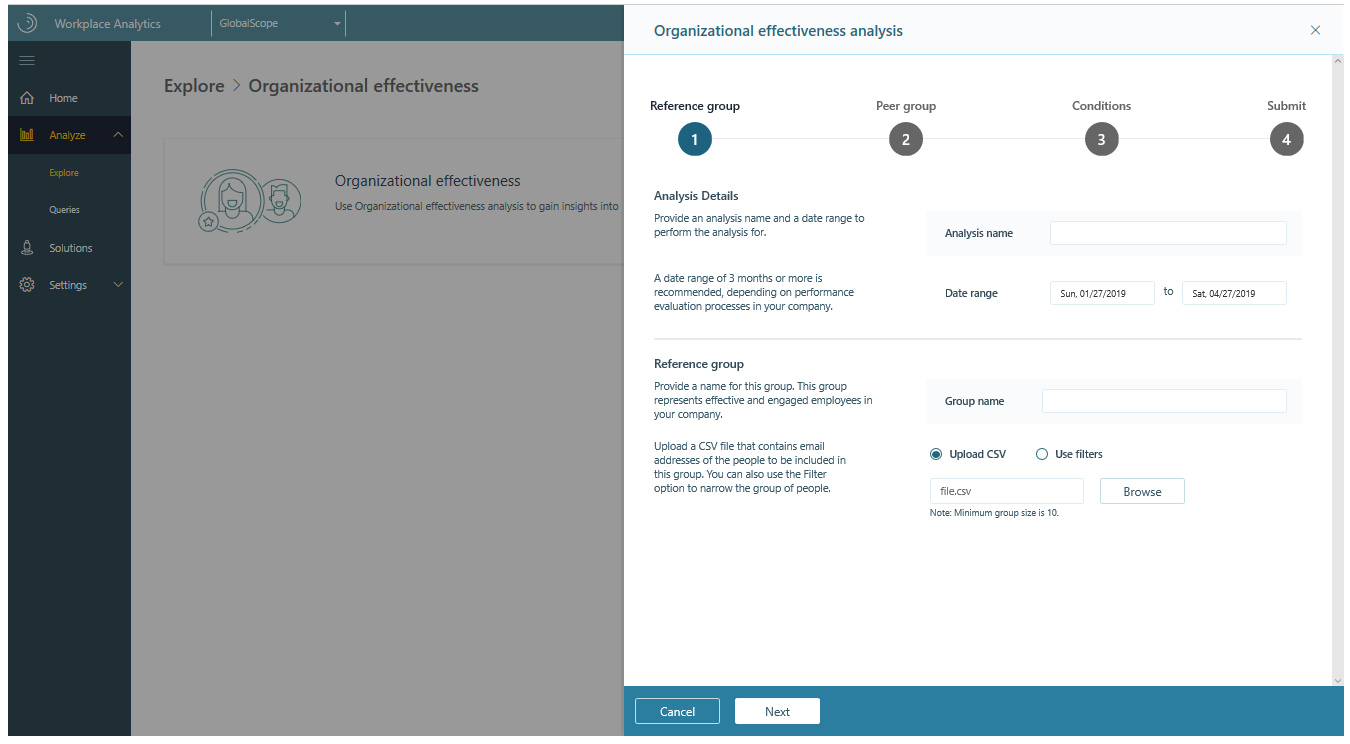 Workplace Analytics
GlobalScope
Home
Analyze
Explore
Queries
Solutions
Settings
Explore > Organizational effectiveness
Organizational effectiveness
Use Organizational effectiveness analysis to gain insights into
Organizational effectiveness analysis
Reference group
Peer group
Conditions
Submit
1
2
3
4
Analysis Details
Provide an analysis name and a date range to
perform the analysis for.
Analysis name
A date range of 3 months or more is
recommended, depending on performance
evaluation processes in your company.
Date range
Sun, 01/27/2019
to
Sat, 04/27/2019
Reference group
Provide a name for this group. This group
represents effective and engaged employees in
your company.
Group name
Upload a CSV file that contains email
addresses of the people to be included in
this group. You can also use the Filter
option to narrow the group of people.
Upload CSV
Use filters
file.csv
Browse
Note: Minimum group size is 10.
Cancel
Next